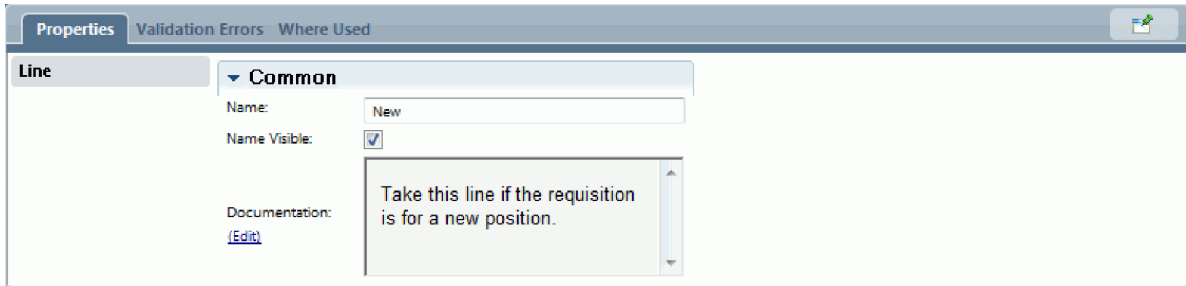 Properties Validation Errors Where Used
Line
Common
Name: New
Name Visible:
Take this line if the requisition
is for a new position.
Documentation:
(Edit)